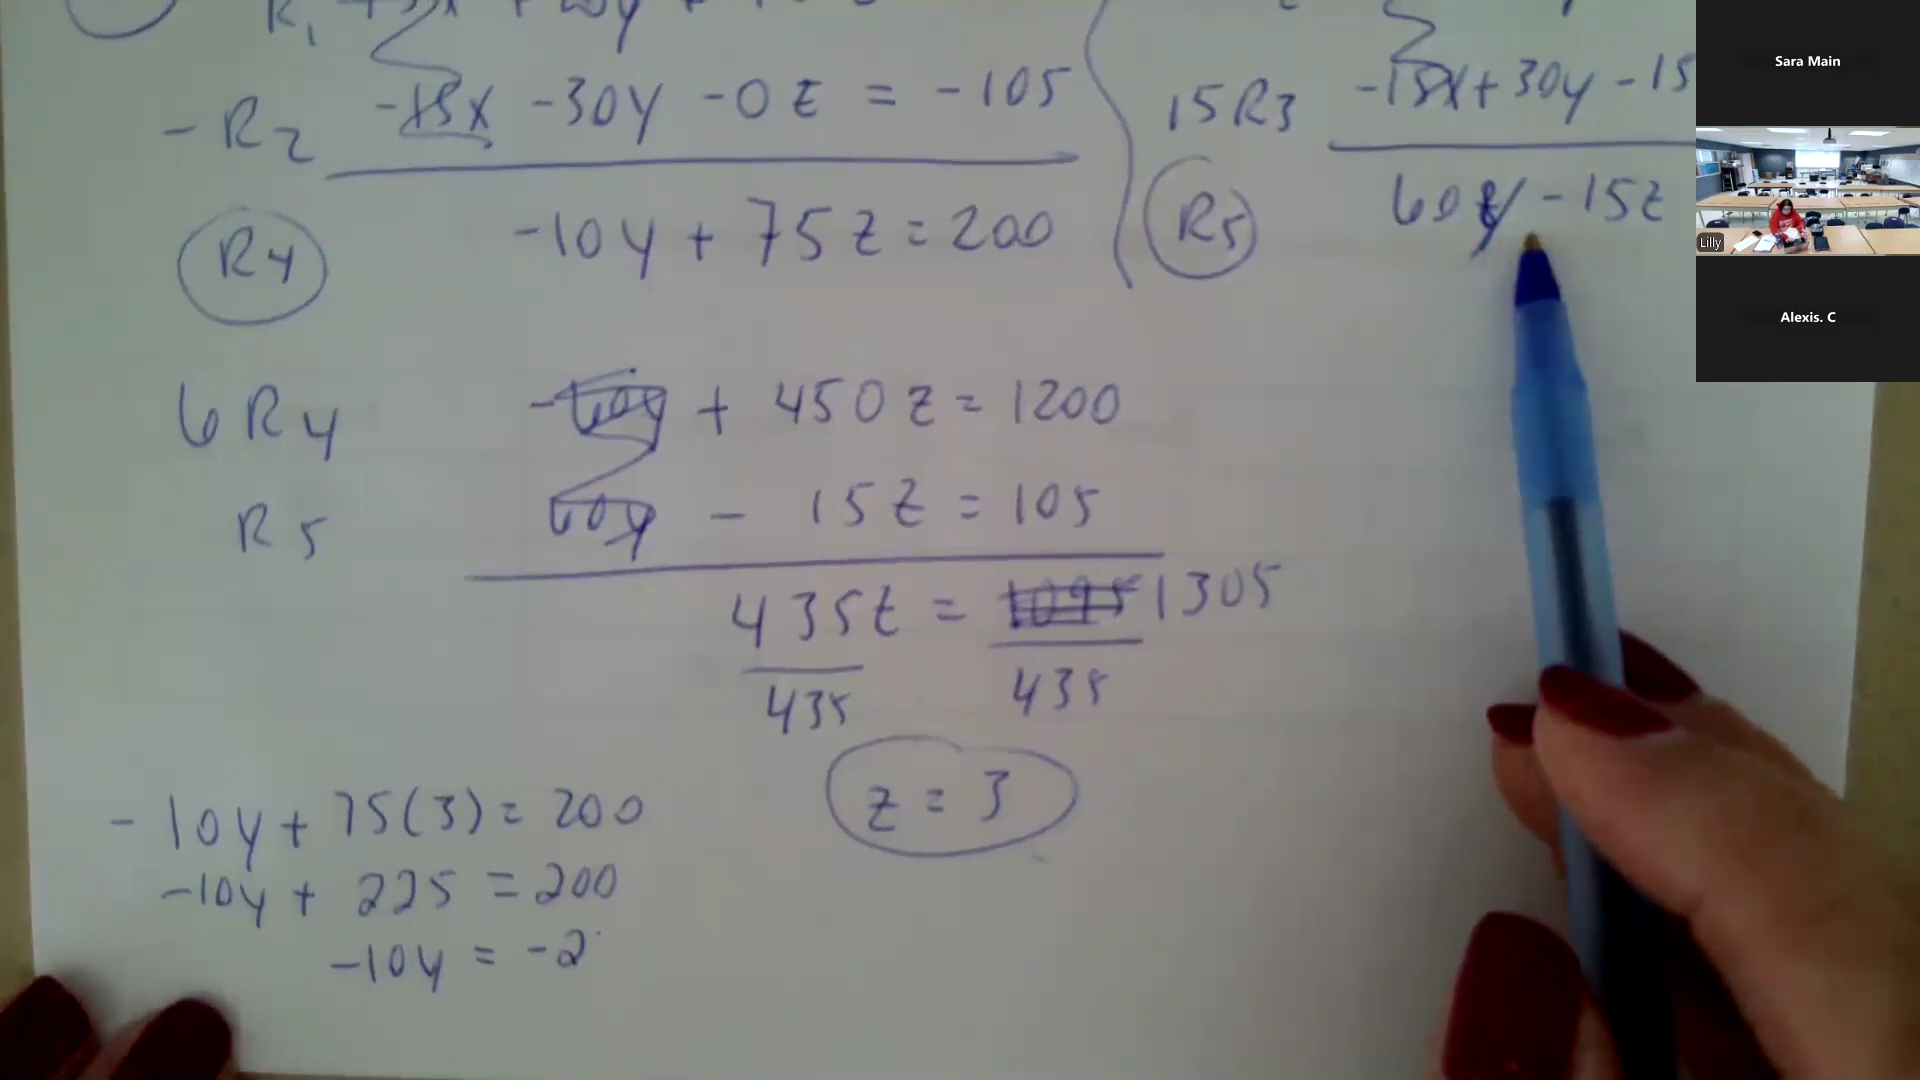 R1
-R2 -15x -30y -0z = -105
R4 -10y + 75z = 200
15R3 -15x + 30y - 15
R5 60y - 15z
6R4 -60y + 450z = 1200
R5 60y - 15z = 105
435z = 1305
435 435
z = 3
-10y + 75(3) = 200
-10y + 225 = 200
-10y = -2
Sara Main
Lilly
Alexis. C